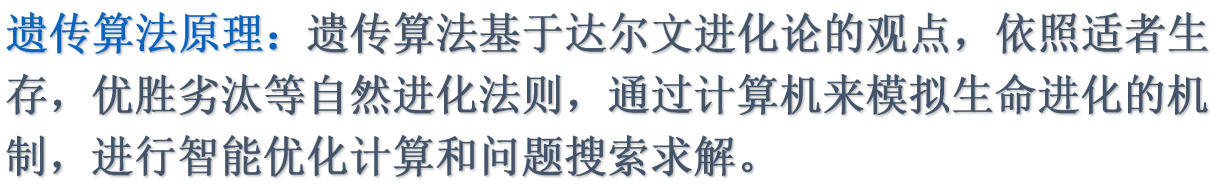 遗传算法原理：遗传算法基于达尔文进化论的观点，依照适者生
存，优胜劣汰等自然进化法则，通过计算机来模拟生命进化的机
制，进行智能优化计算和问题搜索求解。